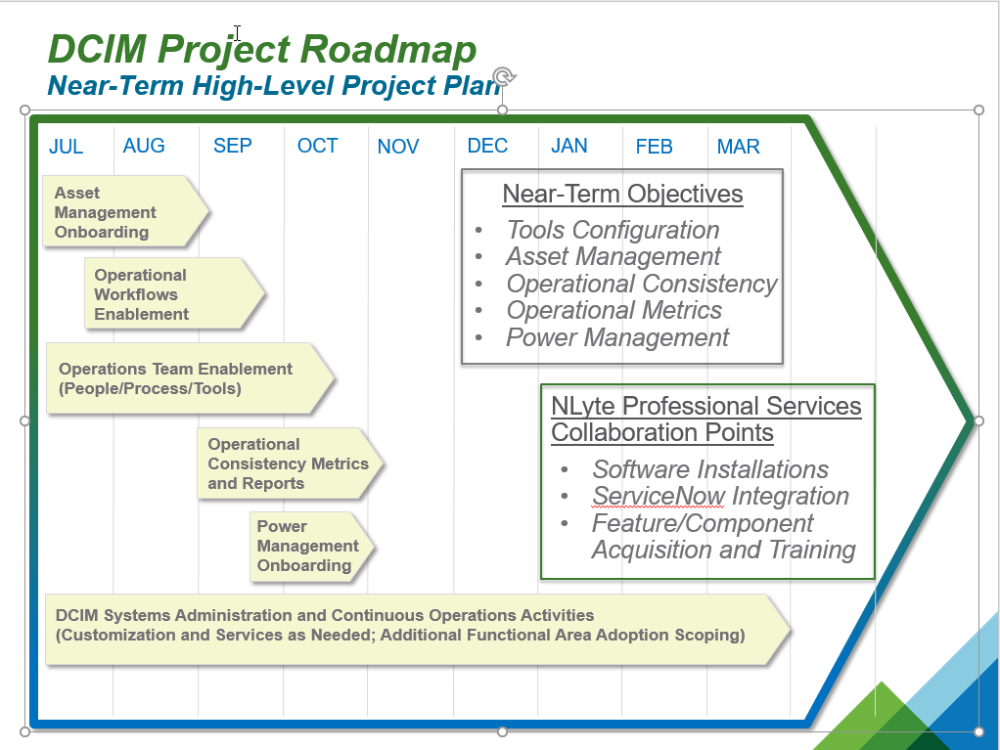 DCIM Project Roadmap
Near-Term High-Level Project Plan
JUL AUG SEP OCT NOV DEC JAN FEB MAR
Asset
Management
Onboarding
Operational
Workflows
Enablement
Operations Team Enablement
(People/Process/Tools)
Operational
Consistency Metrics
and Reports
Power
Management
Onboarding
DCIM Systems Administration and Continuous Operations Activities
(Customization and Services as Needed; Additional Functional Area Adoption Scoping)
Near-Term Objectives
• Tools Configuration
• Asset Management
• Operational Consistency
• Operational Metrics
• Power Management
NLyte Professional Services
Collaboration Points
• Software Installations
• ServiceNow Integration
• Feature/Component
Acquisition and Training